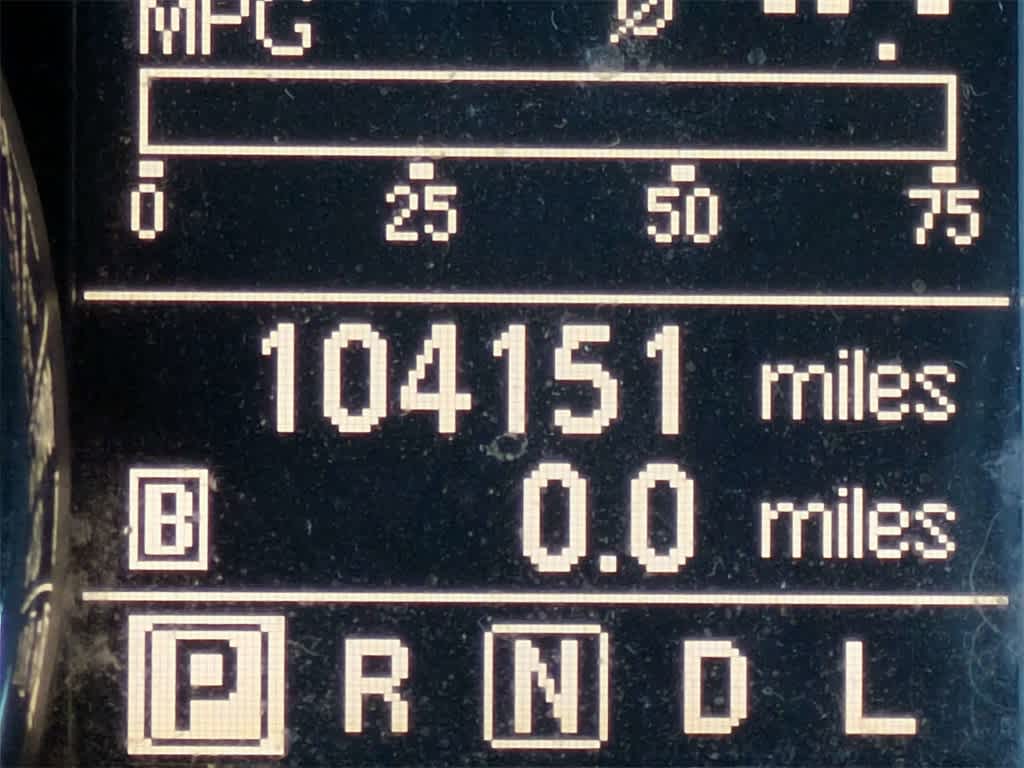 MPG Ø
0 25 50 75
104151 miles
B 0.0 miles
P R N D L